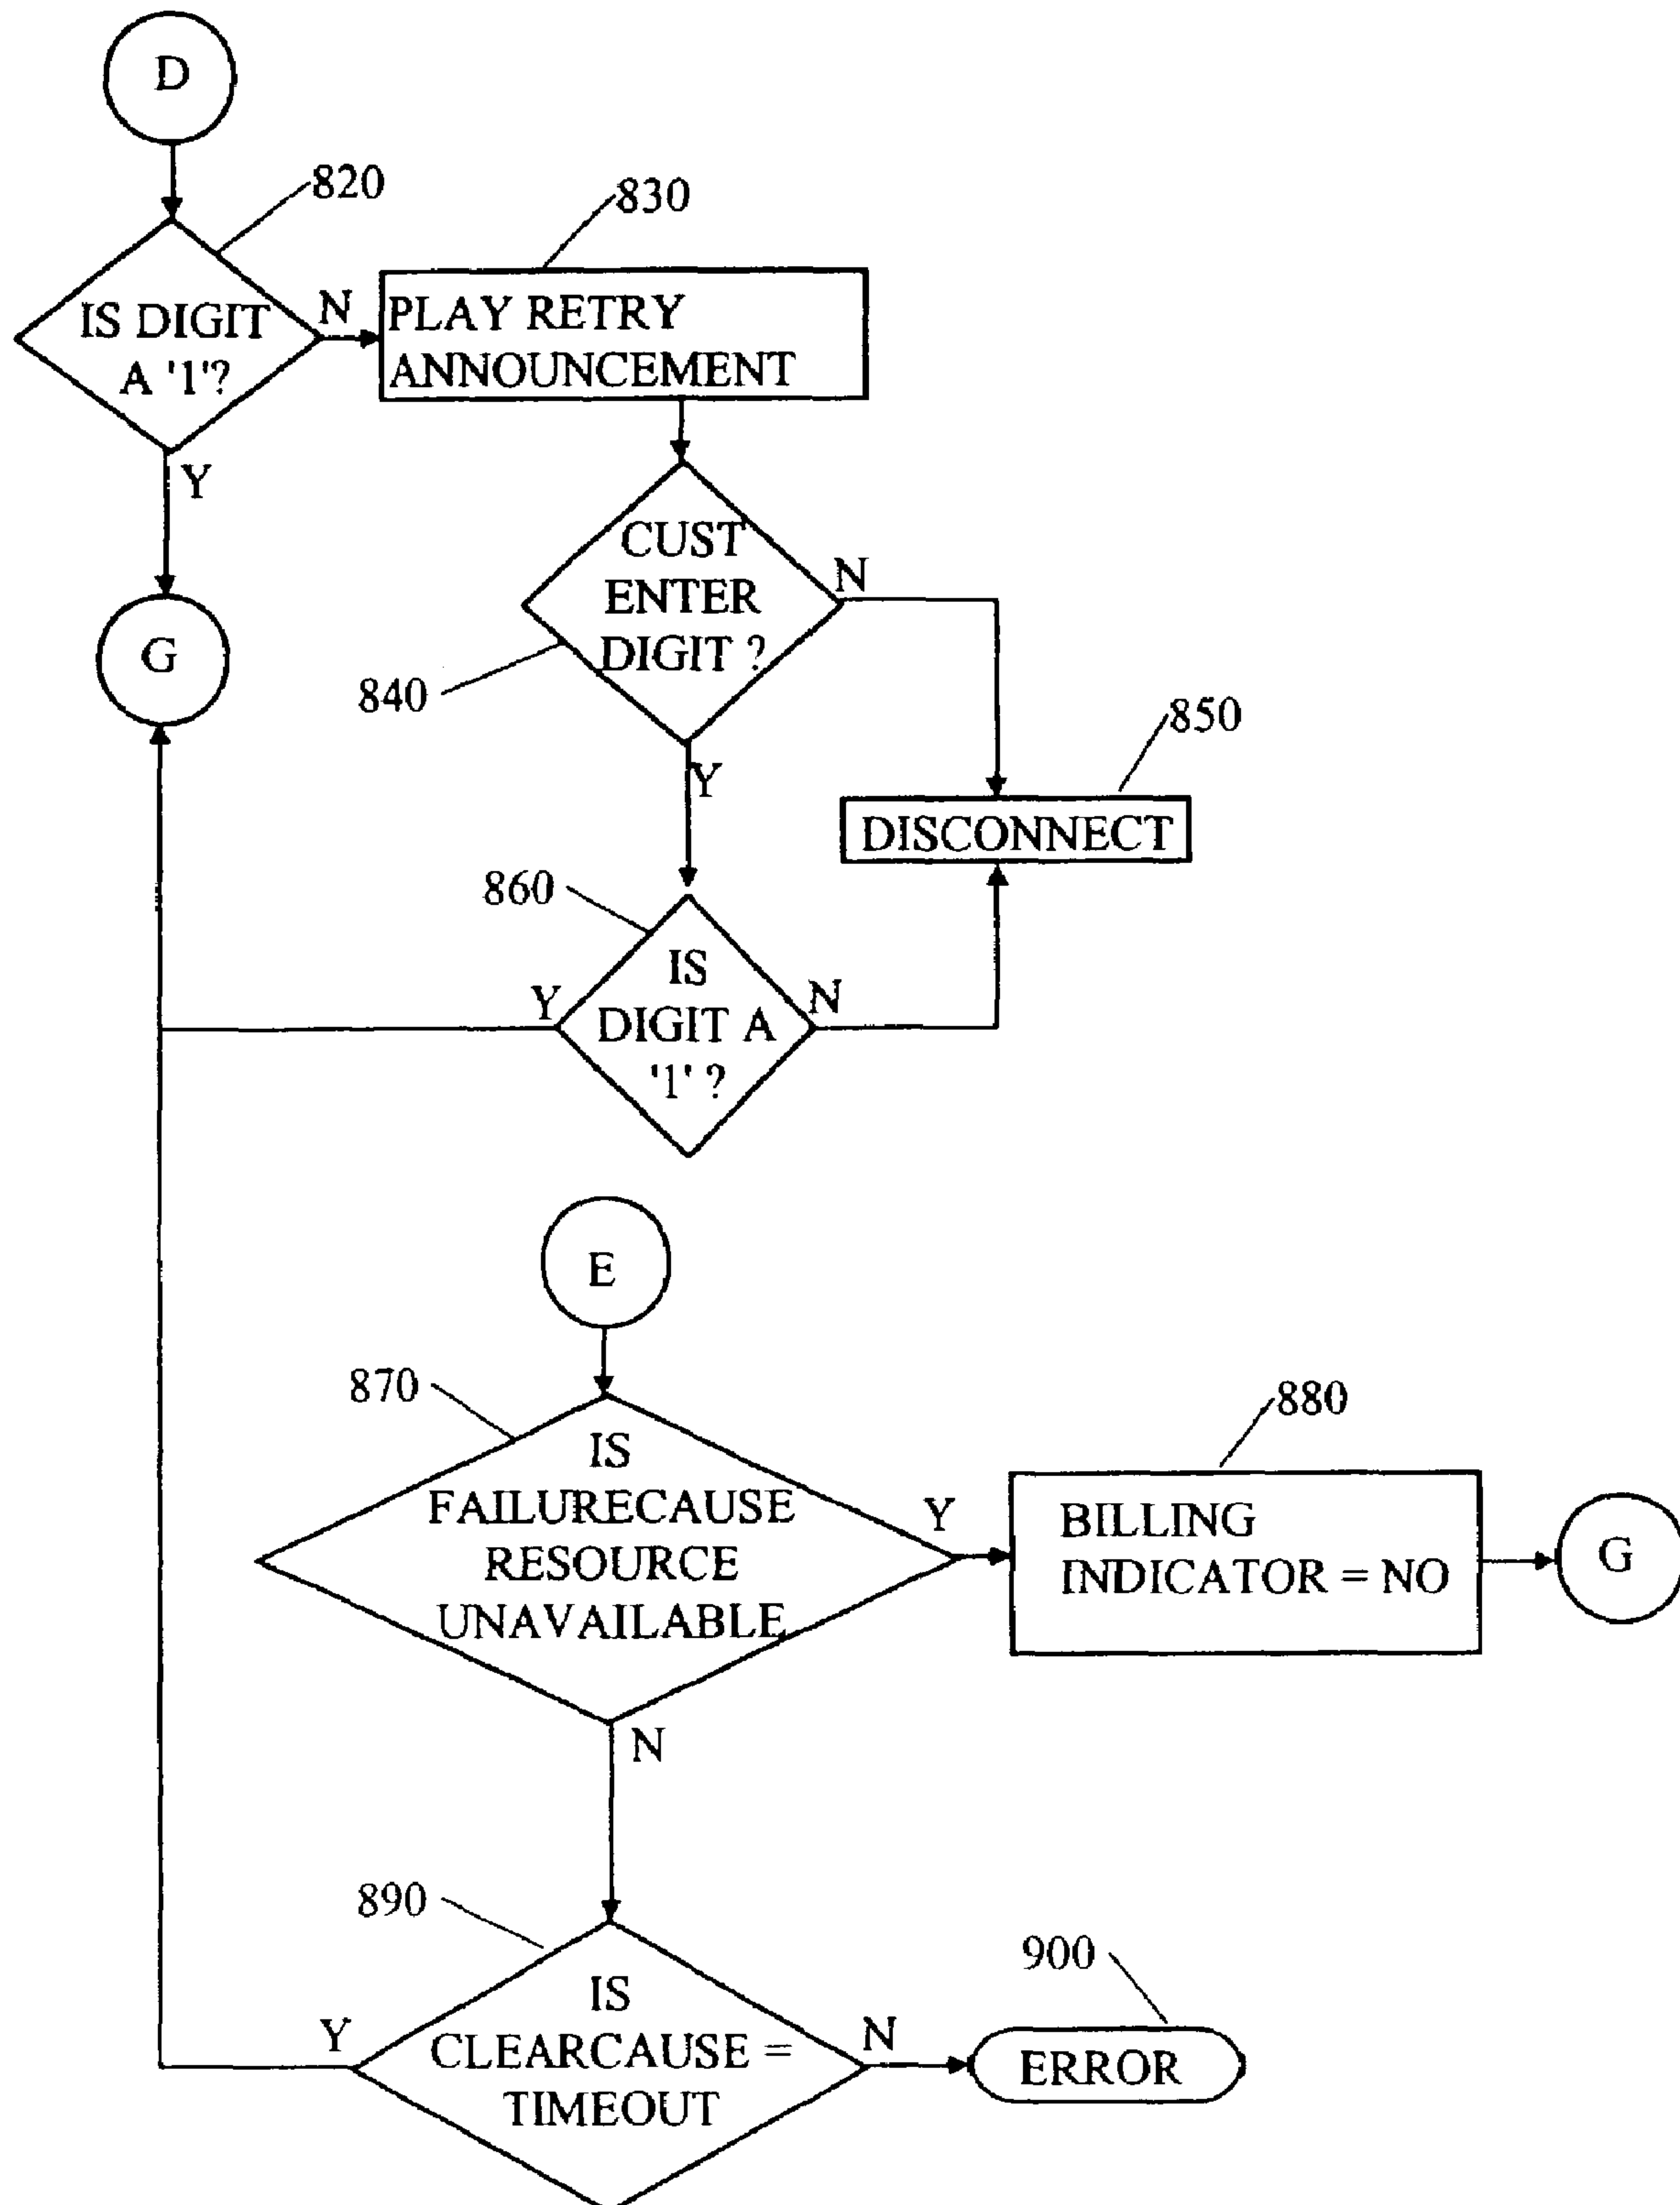 D
820
830
IS DIGIT
A '1'?
N
PLAY RETRY
ANNOUNCEMENT
Y
G
CUST
ENTER
DIGIT ?
N
840
Y
850
DISCONNECT
860
IS
DIGIT A
'1' ?
Y
N
E
870
880
IS
FAILURECAUSE
RESOURCE
UNAVAILABLE
Y
BILLING
INDICATOR = NO
G
N
890
900
IS
CLEARCAUSE =
TIMEOUT
Y
N
ERROR